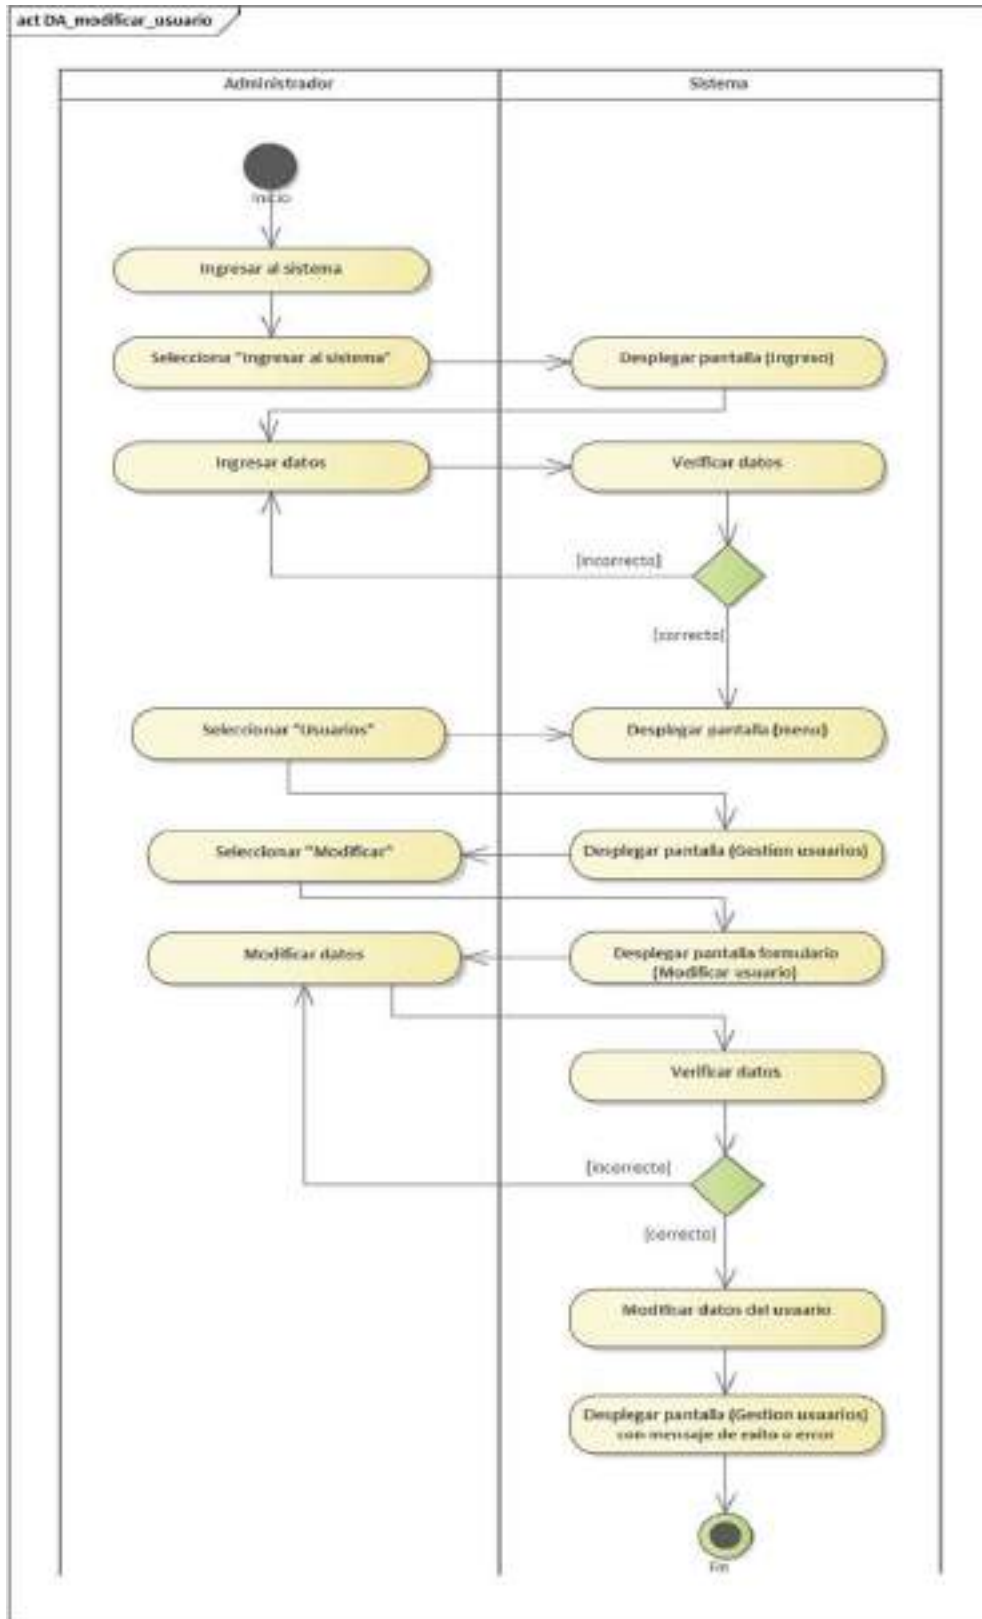 act DA_modificar_usuario
Administrador
Sistema
Inicio
Ingresar al sistema
Selecciona "Ingresar al sistema"
Desplegar pantalla (Ingreso)
Ingresar datos
Verificar datos
[incorrecto]
[correcto]
Seleccionar "Usuarios"
Desplegar pantalla (menu)
Seleccionar "Modificar"
Desplegar pantalla (Gestion usuarios)
Modificar datos
Desplegar pantalla formulario
(Modificar usuario)
Verificar datos
[incorrecto]
[correcto]
Modificar datos del usuario
Desplegar pantalla (Gestion usuarios)
con mensaje de exito o error
Fin